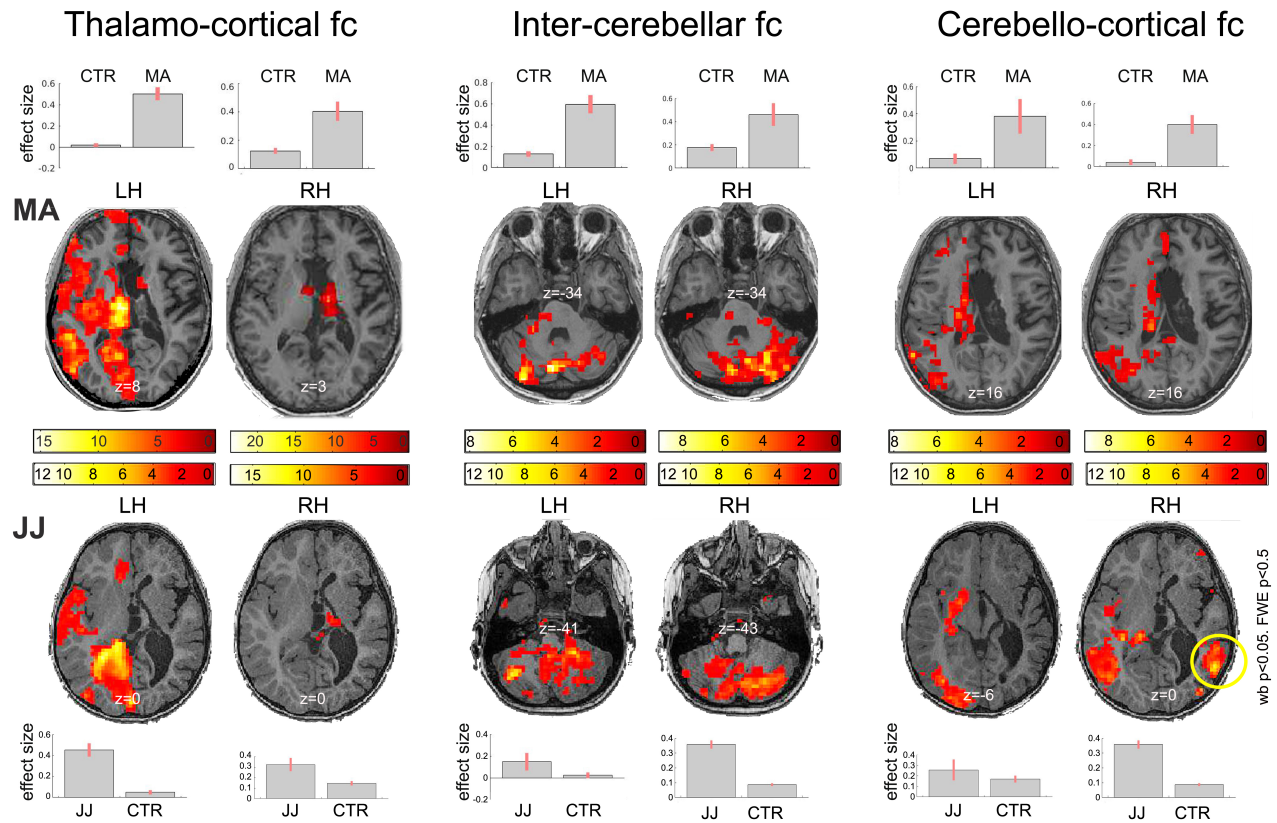 Thalamo-cortical fc Inter-cerebellar fc Cerebello-cortical fc
CTR MA CTR MA CTR MA CTR MA CTR MA CTR MA
effect size 0.6 0.4 0.2 0 -0.2
0.6 0.4 0.2 0
effect size 0.8 0.6 0.4 0.2 0
0.6 0.4 0.2 0
effect size 0.6 0.4 0.2 0
0.6 0.4 0.2 0
LH RH LH RH LH RH
MA
z=8 z=3 z=-34 z=-34 z=16 z=16
15 10 5 0 20 15 10 5 0 8 6 4 2 0 8 6 4 2 0 8 6 4 2 0 8 6 4 2 0
12 10 8 6 4 2 0 15 10 5 0 12 10 8 6 4 2 0 12 10 8 6 4 2 0 12 10 8 6 4 2 0 12 10 8 6 4 2 0
LH RH LH RH LH RH
JJ
z=0 z=0 z=-41 z=-43 z=-6 z=0
wb p<0.05. FWE p<0.5
effect size 0.6 0.4 0.2 0
0.4 0.3 0.2 0.1 0
effect size 0.4 0.2 0 -0.2
0.4 0.3 0.2 0.1 0
effect size 0.4 0.3 0.2 0.1 0
0.4 0.3 0.2 0.1 0
JJ CTR JJ CTR JJ CTR JJ CTR JJ CTR JJ CTR